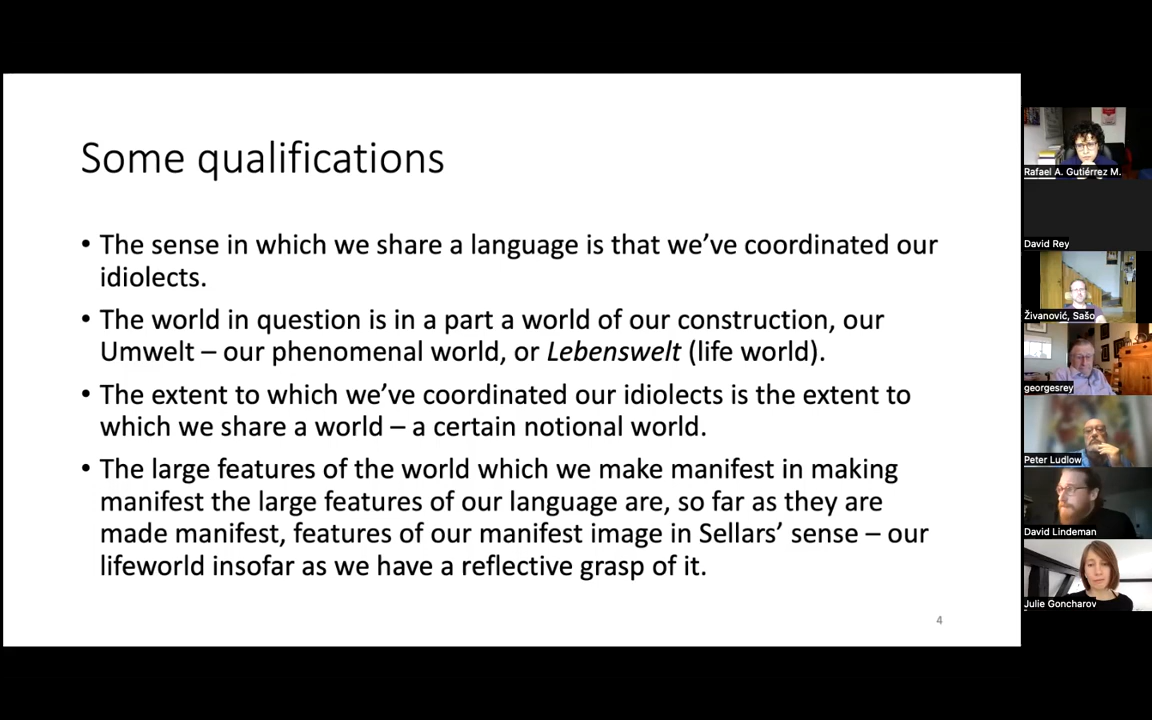 Some qualifications
• The sense in which we share a language is that we’ve coordinated our
idiolects.
• The world in question is in a part a world of our construction, our
Umwelt – our phenomenal world, or Lebenswelt (life world).
• The extent to which we’ve coordinated our idiolects is the extent to
which we share a world – a certain notional world.
• The large features of the world which we make manifest in making
manifest the large features of our language are, so far as they are
made manifest, features of our manifest image in Sellars’ sense – our
lifeworld insofar as we have a reflective grasp of it.
4
Rafael A. Gutiérrez M.
David Rey
Živanović, Sašo
georgesrey
Peter Ludlow
David Lindeman
Julie Goncharov